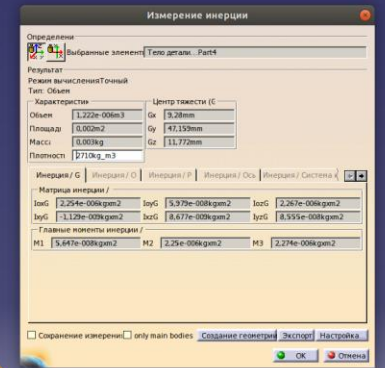 Измерение инерции
Определени
Выбранные элемент Тело детали...Part4
Результат
Режим вычисленияТочный
Тип: Объем
Характеристи Центр тяжести (С
Объем 1,222e-006m3 Gx 9,28mm
Площадь 0,002m2 Gy 47,159mm
Масса 0,003kg Gz 11,772mm
Плотность 2710kg_m3
Инерция / G Инерция / O Инерция / P Инерция / Ось Инерция / Система к
Матрица инерции /
IoxG 2,254e-006kgxm2 IoyG 5,979e-008kgxm2 IozG 2,267e-006kgxm2
IxyG -1,129e-009kgxm2 IxzG 8,677e-009kgxm2 IyzG 8,555e-008kgxm2
Главные моменты инерции /
M1 5,647e-008kgxm2 M2 2,25e-006kgxm2 M3 2,274e-006kgxm2
Сохранение измерени only main bodies Создание геометри Экспорт Настройка...
OK Отмена